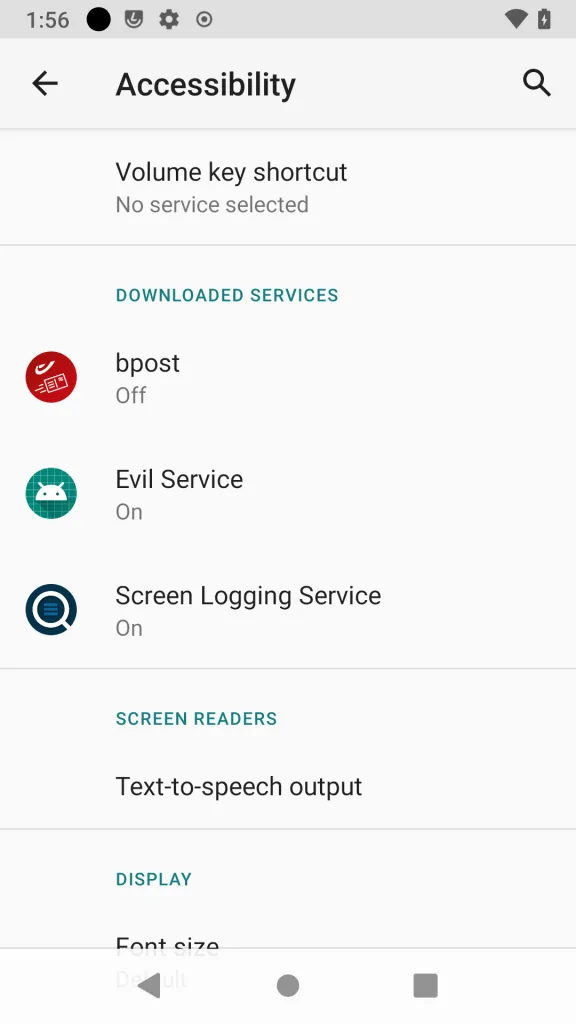 1:56
Accessibility
Volume key shortcut
No service selected
DOWNLOADED SERVICES
bpost
Off
Evil Service
On
Screen Logging Service
On
SCREEN READERS
Text-to-speech output
DISPLAY
Font size
Default